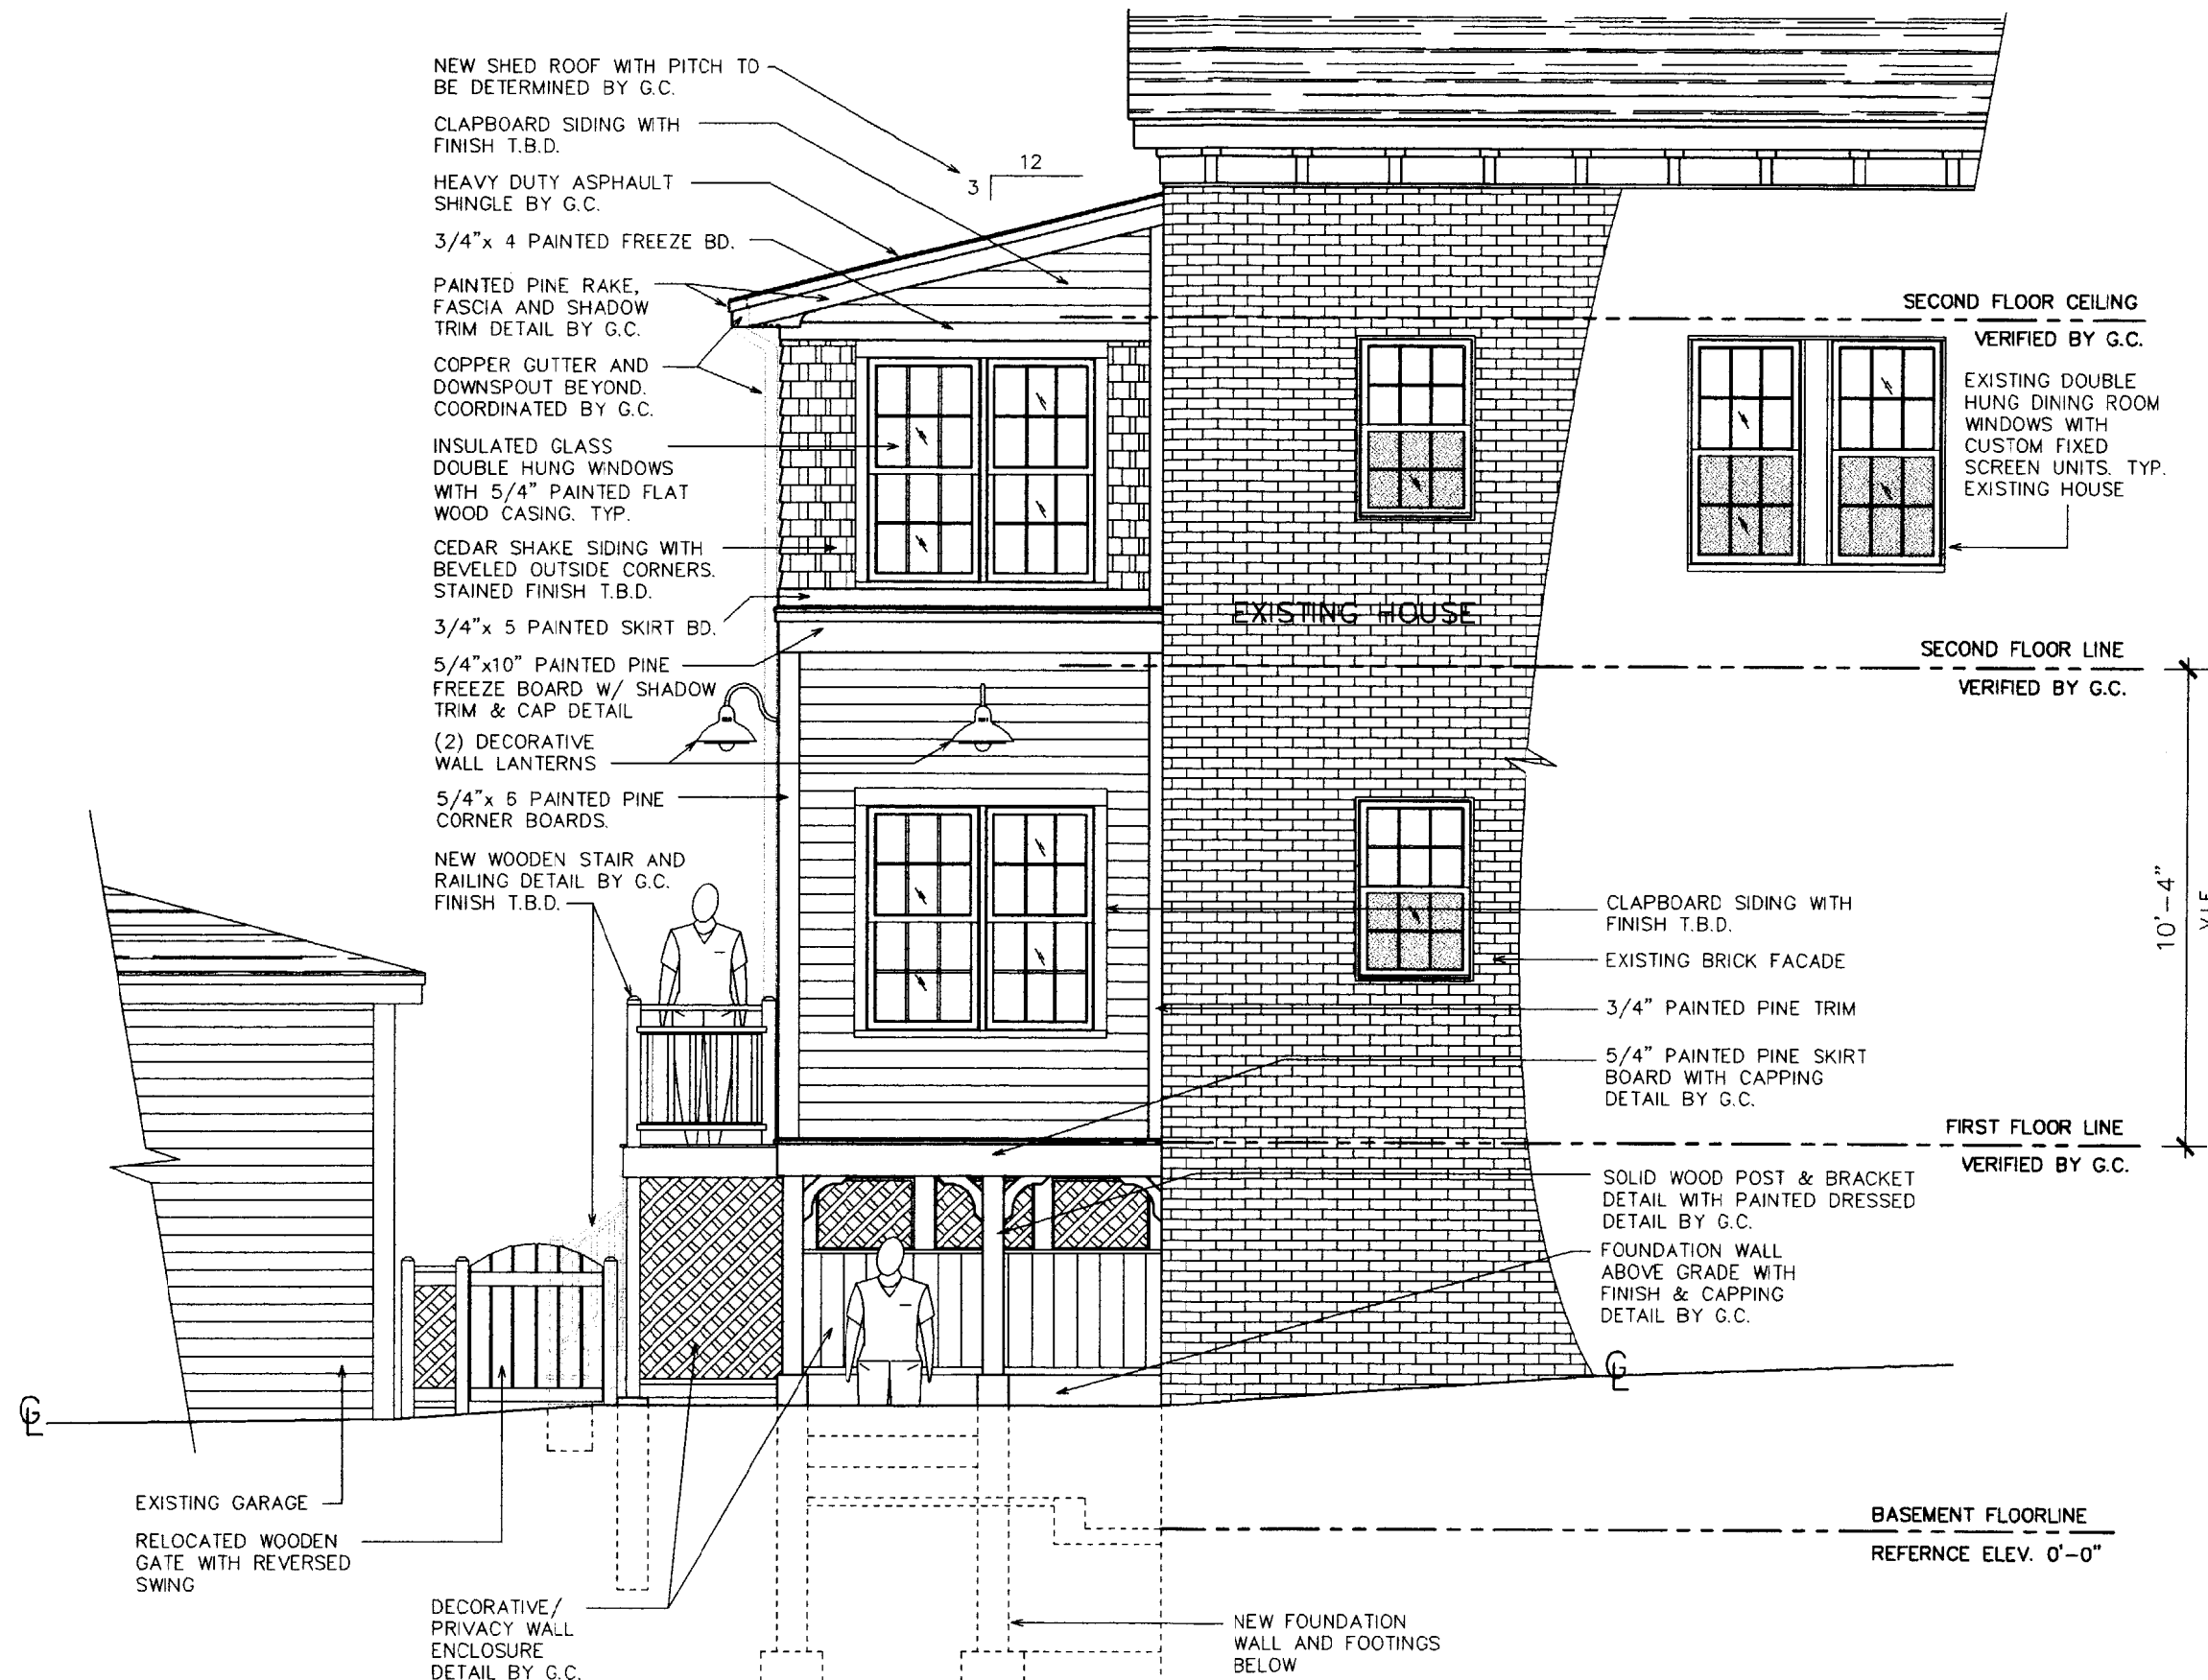 NEW SHED ROOF WITH PITCH TO
BE DETERMINED BY G.C.
CLAPBOARD SIDING WITH
FINISH T.B.D.
HEAVY DUTY ASPHAULT
SHINGLE BY G.C.
3/4"x 4 PAINTED FREEZE BD.
PAINTED PINE RAKE,
FASCIA AND SHADOW
TRIM DETAIL BY G.C.
COPPER GUTTER AND
DOWNSPOUT BEYOND.
COORDINATED BY G.C.
INSULATED GLASS
DOUBLE HUNG WINDOWS
WITH 5/4" PAINTED FLAT
WOOD CASING. TYP.
CEDAR SHAKE SIDING WITH
BEVELED OUTSIDE CORNERS.
STAINED FINISH T.B.D.
3/4"x 5 PAINTED SKIRT BD.
5/4"x10" PAINTED PINE
FREEZE BOARD W/ SHADOW
TRIM & CAP DETAIL
(2) DECORATIVE
WALL LANTERNS
5/4"x 6 PAINTED PINE
CORNER BOARDS.
NEW WOODEN STAIR AND
RAILING DETAIL BY G.C.
FINISH T.B.D.
12
3
EXISTING HOUSE
SECOND FLOOR CEILING
VERIFIED BY G.C.
EXISTING DOUBLE
HUNG DINING ROOM
WINDOWS WITH
CUSTOM FIXED
SCREEN UNITS. TYP.
EXISTING HOUSE
SECOND FLOOR LINE
VERIFIED BY G.C.
10'-4"
V.I.F.
CLAPBOARD SIDING WITH
FINISH T.B.D.
EXISTING BRICK FACADE
3/4" PAINTED PINE TRIM
5/4" PAINTED PINE SKIRT
BOARD WITH CAPPING
DETAIL BY G.C.
FIRST FLOOR LINE
VERIFIED BY G.C.
SOLID WOOD POST & BRACKET
DETAIL WITH PAINTED DRESSED
DETAIL BY G.C.
FOUNDATION WALL
ABOVE GRADE WITH
FINISH & CAPPING
DETAIL BY G.C.
GL
GL
EXISTING GARAGE
RELOCATED WOODEN
GATE WITH REVERSED
SWING
DECORATIVE/
PRIVACY WALL
ENCLOSURE
DETAIL BY G.C.
NEW FOUNDATION
WALL AND FOOTINGS
BELOW
BASEMENT FLOORLINE
REFERNCE ELEV. 0'-0"